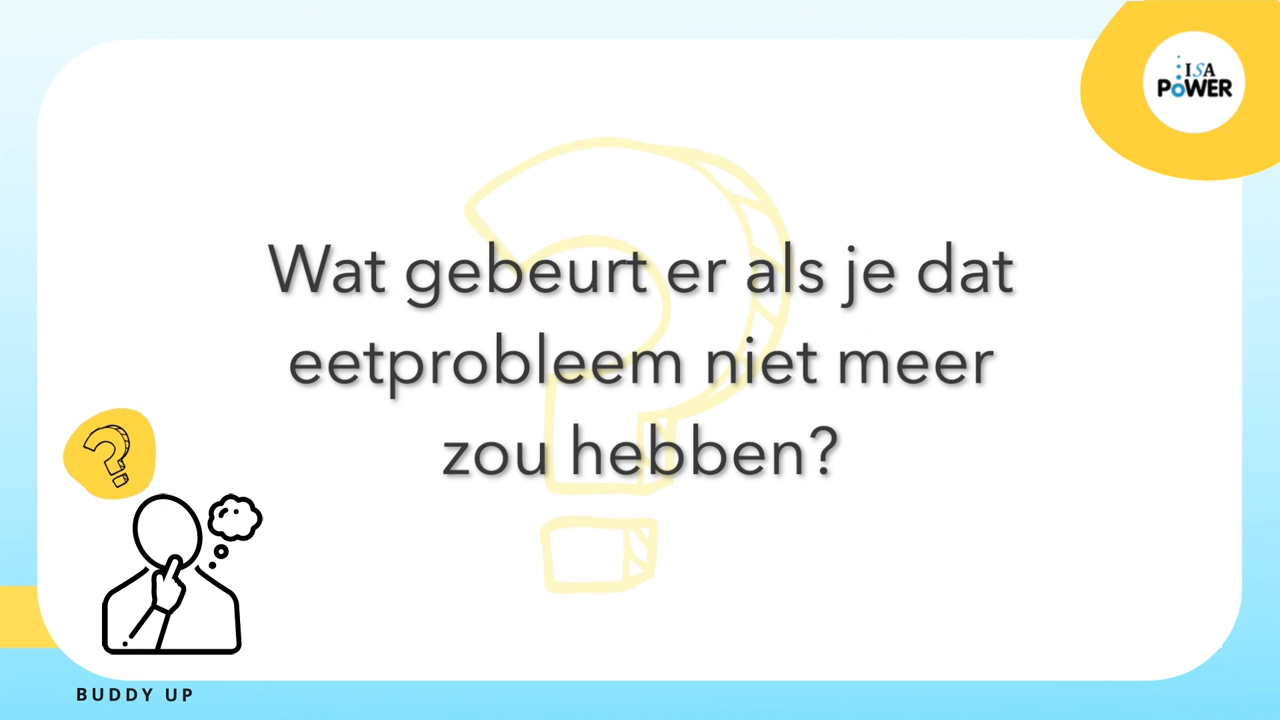 ISA
POWER
Wat gebeurt er als je dat
eetprobleem niet meer
zou hebben?
BUDDY UP